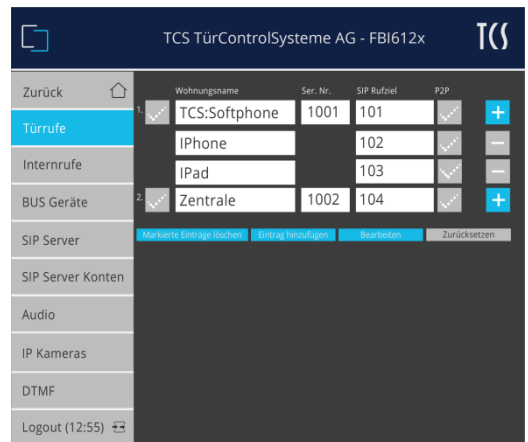 TCS TürControlSysteme AG - FBI612x
TCS
Zurück
Türrufe
Internrufe
BUS Geräte
SIP Server
SIP Server Konten
Audio
IP Kameras
DTMF
Logout (12:55)
Wohnungsname Ser. Nr. SIP Rufziel P2P
1. TCS:Softphone 1001 101 +
IPhone 102 −
IPad 103 −
2. Zentrale 1002 104 +
Markierte Einträge löschen Eintrag hinzufügen Bearbeiten Zurücksetzen